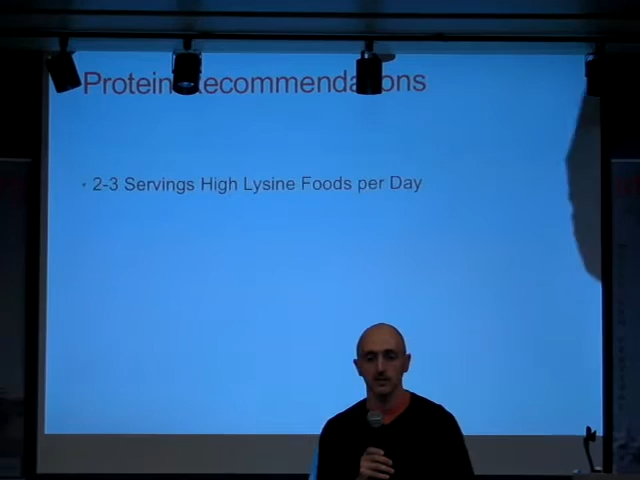 Protein Recommendations
· 2-3 Servings High Lysine Foods per Day